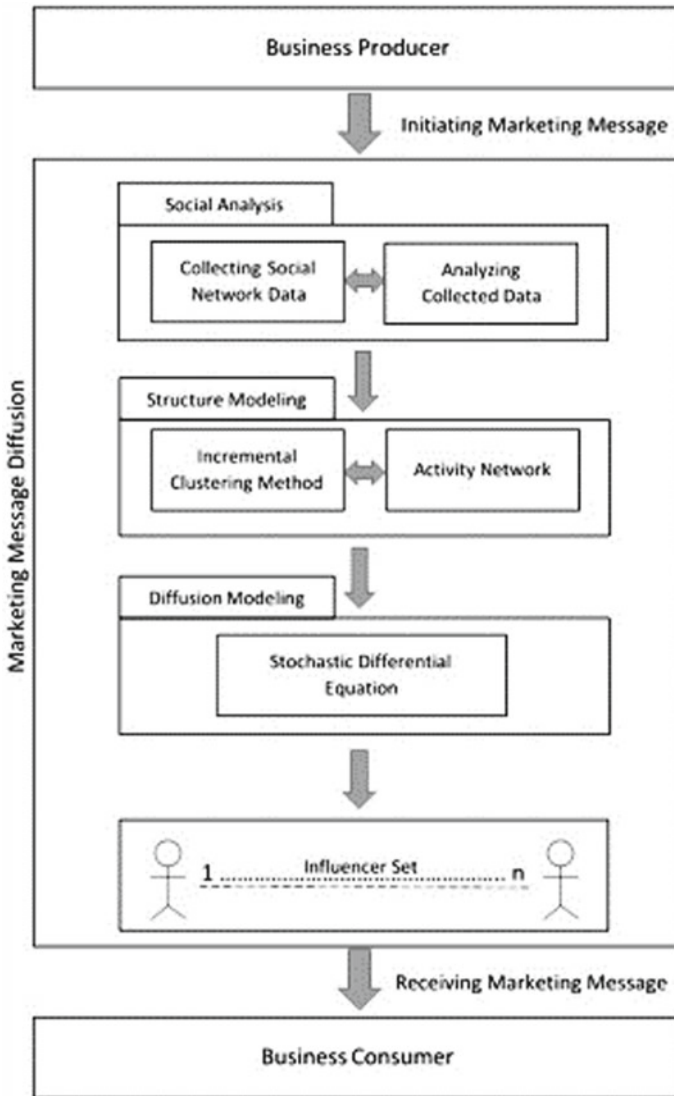 Business Producer
Initiating Marketing Message
Marketing Message Diffusion
Social Analysis
Collecting Social
Network Data
Analyzing
Collected Data
Structure Modeling
Incremental
Clustering Method
Activity Network
Diffusion Modeling
Stochastic Differential
Equation
1 Influencer Set n
Receiving Marketing Message
Business Consumer